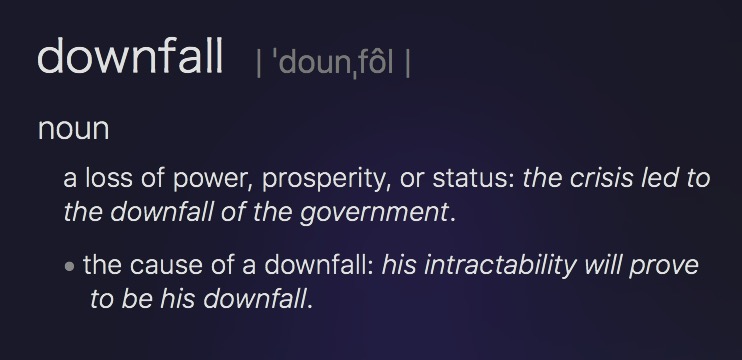 downfall | ˈdounˌfôl |
noun
a loss of power, prosperity, or status: the crisis led to
the downfall of the government.
• the cause of a downfall: his intractability will prove
to be his downfall.